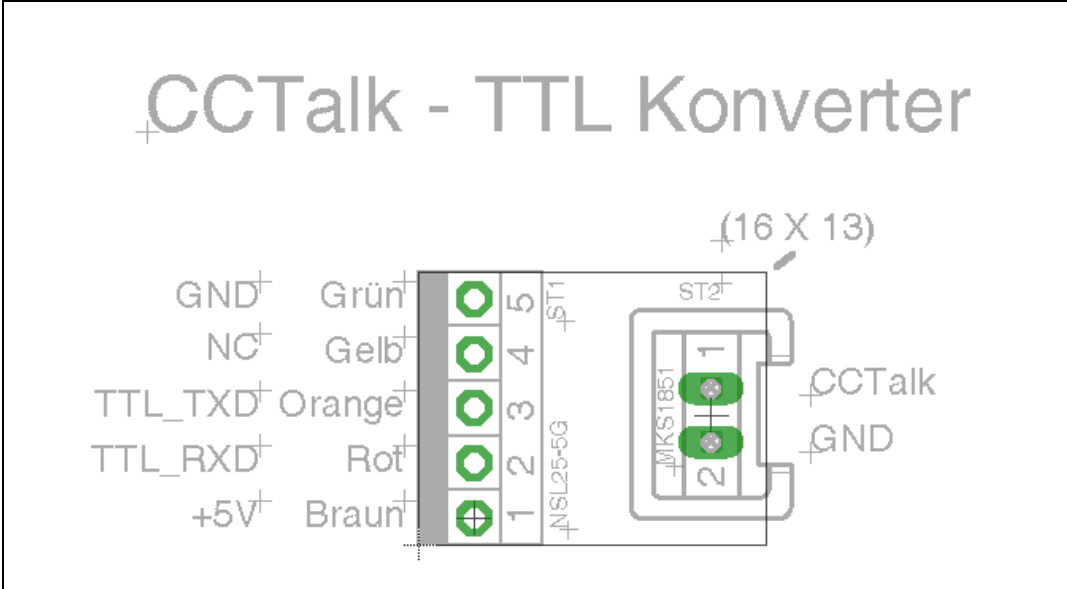 CCTalk - TTL Konverter
(16 X 13)
GND Grün 5 ST1 ST2
NC Gelb 4 1
TTL_TXD Orange 3 MKS1851 CCTalk
TTL_RXD Rot 2 NSL25-5G 2 GND
+5V Braun 1